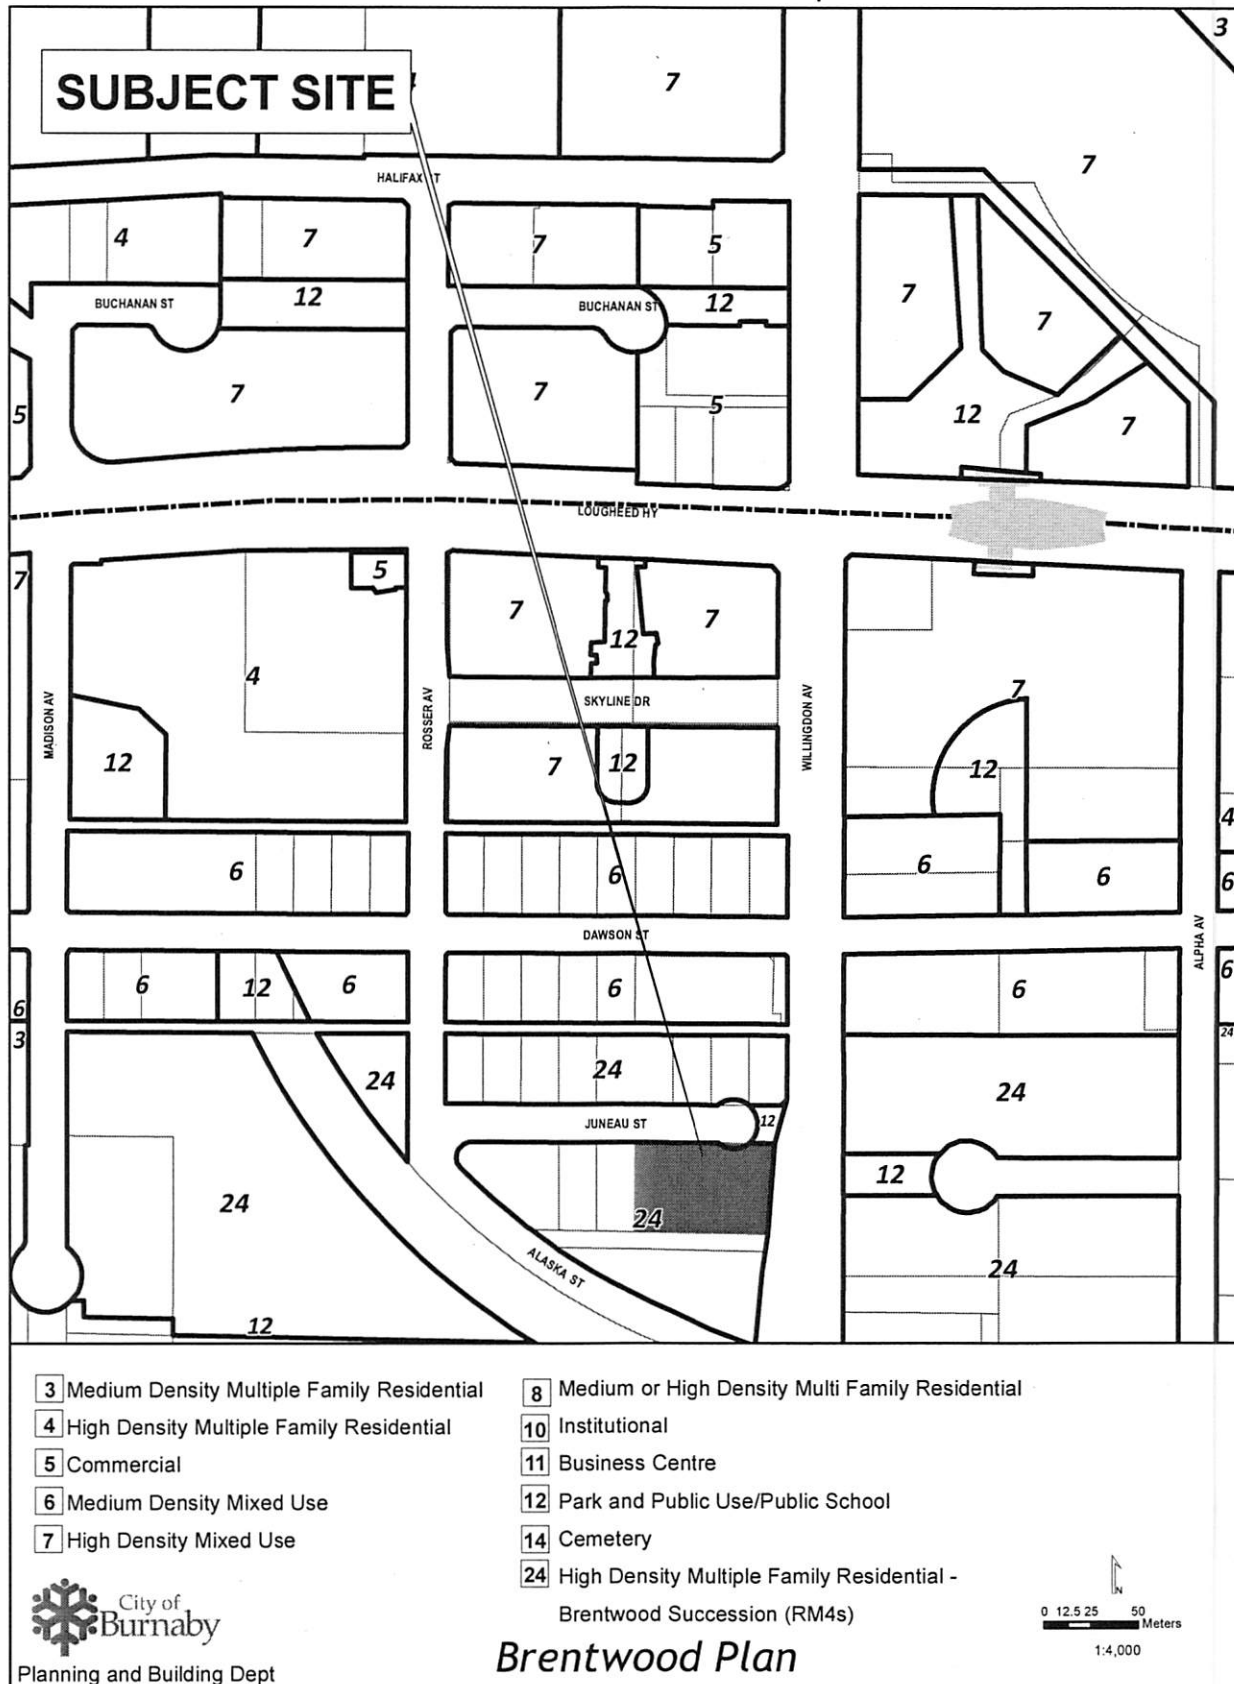 3
SUBJECT SITE
7
7
HALIFAX ST
4
7
7
5
BUCHANAN ST
12
BUCHANAN ST
12
7
7
7
7
5
5
12
7
LOUGHEED HY
7
5
7
12
7
4
SKYLINE DR
7
MADISON AV
ROSSER AV
WILLINGDON AV
12
7
12
12
4
6
6
6
6
6
DAWSON ST
ALPHA AV
6
12
6
6
6
6
6
3
24
24
24
24
JUNEAU ST
12
12
24
24
24
ALASKA ST
12
3 Medium Density Multiple Family Residential
4 High Density Multiple Family Residential
5 Commercial
6 Medium Density Mixed Use
7 High Density Mixed Use
8 Medium or High Density Multi Family Residential
10 Institutional
11 Business Centre
12 Park and Public Use/Public School
14 Cemetery
24 High Density Multiple Family Residential -
Brentwood Succession (RM4s)
City of
Burnaby
Planning and Building Dept
Brentwood Plan
N
0 12.5 25 50
Meters
1:4,000